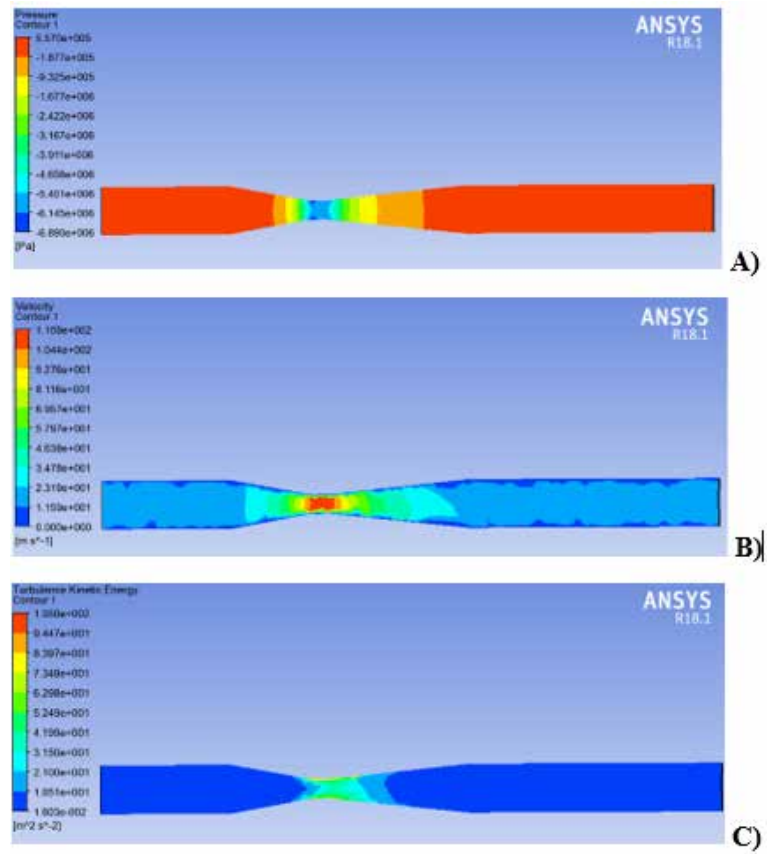 Pressure
Contour 1
ANSYS
R18.1
5.570e+005
-1.877e+005
-9.325e+005
-1.677e+006
-2.422e+006
-3.167e+006
-3.911e+006
-4.656e+006
-5.401e+006
-6.145e+006
-6.890e+006
[Pa]
A)
Velocity
Contour 1
ANSYS
R18.1
1.044e+002
9.276e+001
8.116e+001
6.957e+001
5.797e+001
4.638e+001
3.478e+001
2.319e+001
1.159e+001
0.000e+000
[m s^-1]
B)
Turbulence Kinetic Energy
Contour 1
ANSYS
R18.1
9.447e+001
8.397e+001
7.348e+001
6.298e+001
5.249e+001
4.199e+001
3.150e+001
2.100e+001
1.051e+001
1.603e-002
[m^2 s^-2]
C)